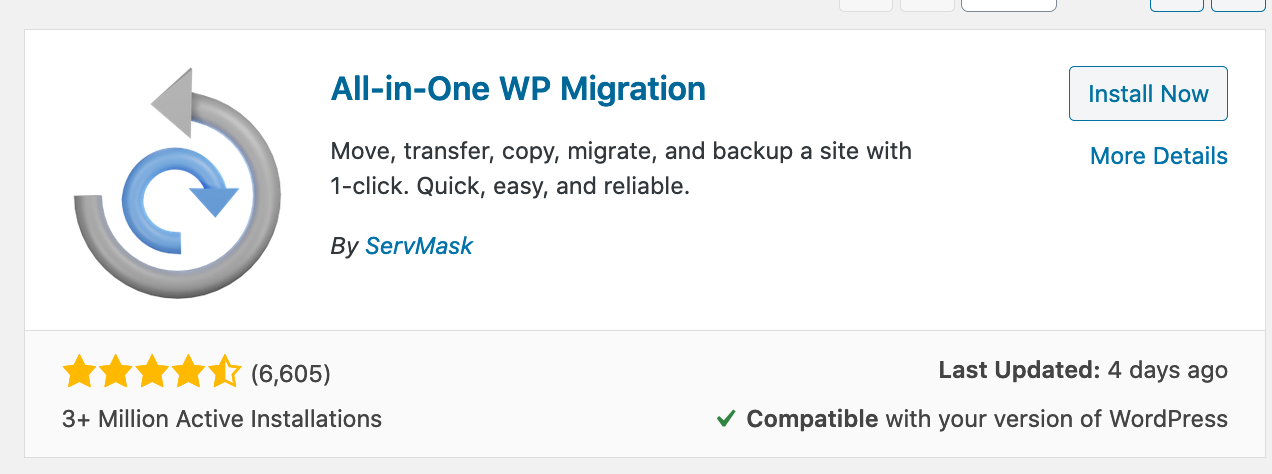 All-in-One WP Migration
Install Now
More Details
Move, transfer, copy, migrate, and backup a site with
1-click. Quick, easy, and reliable.
By ServMask
(6,605)
3+ Million Active Installations
Last Updated: 4 days ago
Compatible with your version of WordPress